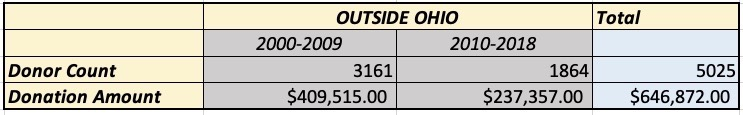 OUTSIDE OHIO Total
2000-2009 2010-2018
Donor Count 3161 1864 5025
Donation Amount $409,515.00 $237,357.00 $646,872.00